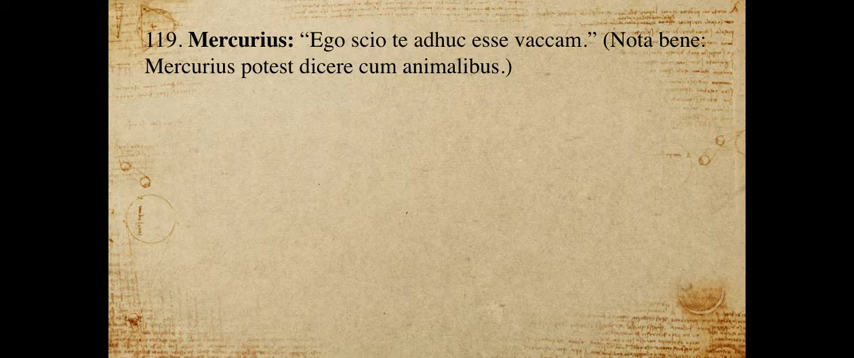 119. Mercurius: “Ego scio te adhuc esse vaccam.” (Nota bene:
Mercurius potest dicere cum animalibus.)